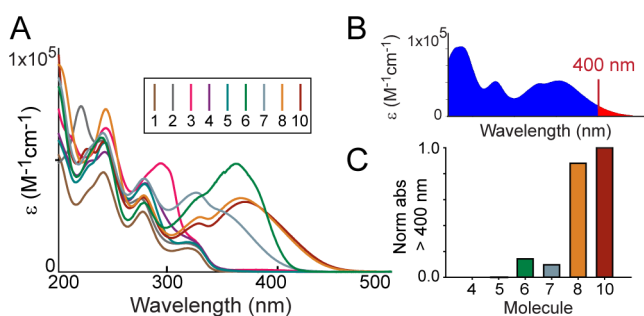 A
1x10⁵
ε (M⁻¹cm⁻¹)
0
200 300 400 500
Wavelength (nm)
1 2 3 4 5 6 7 8 10
B
1x10⁵
ε (M⁻¹cm⁻¹)
400 nm
Wavelength (nm)
C
Norm abs
> 400 nm
1.0
0.0
4 5 6 7 8 10
Molecule